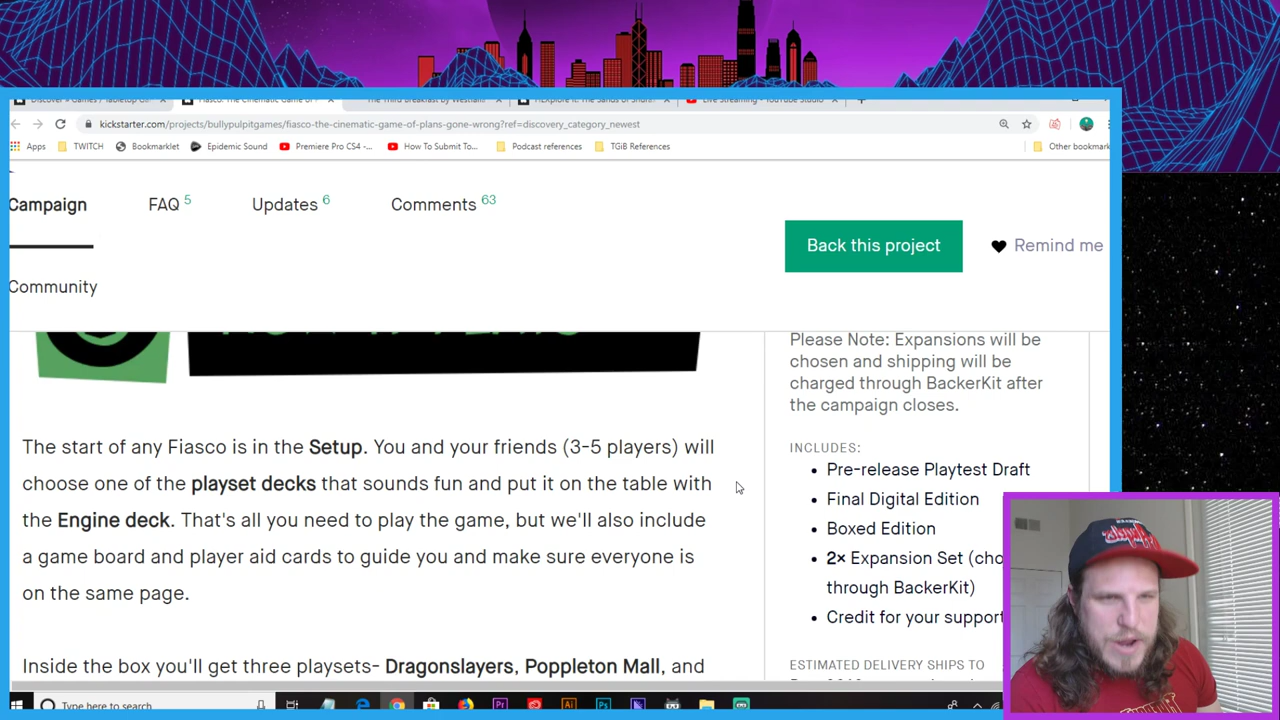 kickstarter.com/projects/bullypulpitgames/fiasco-the-cinematic-game-of-plans-gone-wrong?ref=discovery_category_newest
Apps TWITCH Bookmarklet Epidemic Sound Premiere Pro CS4 -... How To Submit To... Podcast references TGiB References Other bookmark
Campaign FAQ 5 Updates 6 Comments 63
Back this project Remind me
Community
Please Note: Expansions will be
chosen and shipping will be
charged through BackerKit after
the campaign closes.
The start of any Fiasco is in the Setup. You and your friends (3-5 players) will
choose one of the playset decks that sounds fun and put it on the table with
the Engine deck. That's all you need to play the game, but we'll also include
a game board and player aid cards to guide you and make sure everyone is
on the same page.
Inside the box you'll get three playsets- Dragonslayers, Poppleton Mall, and
INCLUDES:
Pre-release Playtest Draft
Final Digital Edition
Boxed Edition
2× Expansion Set (cho
through BackerKit)
Credit for your support
ESTIMATED DELIVERY SHIPS TO
Type here to search